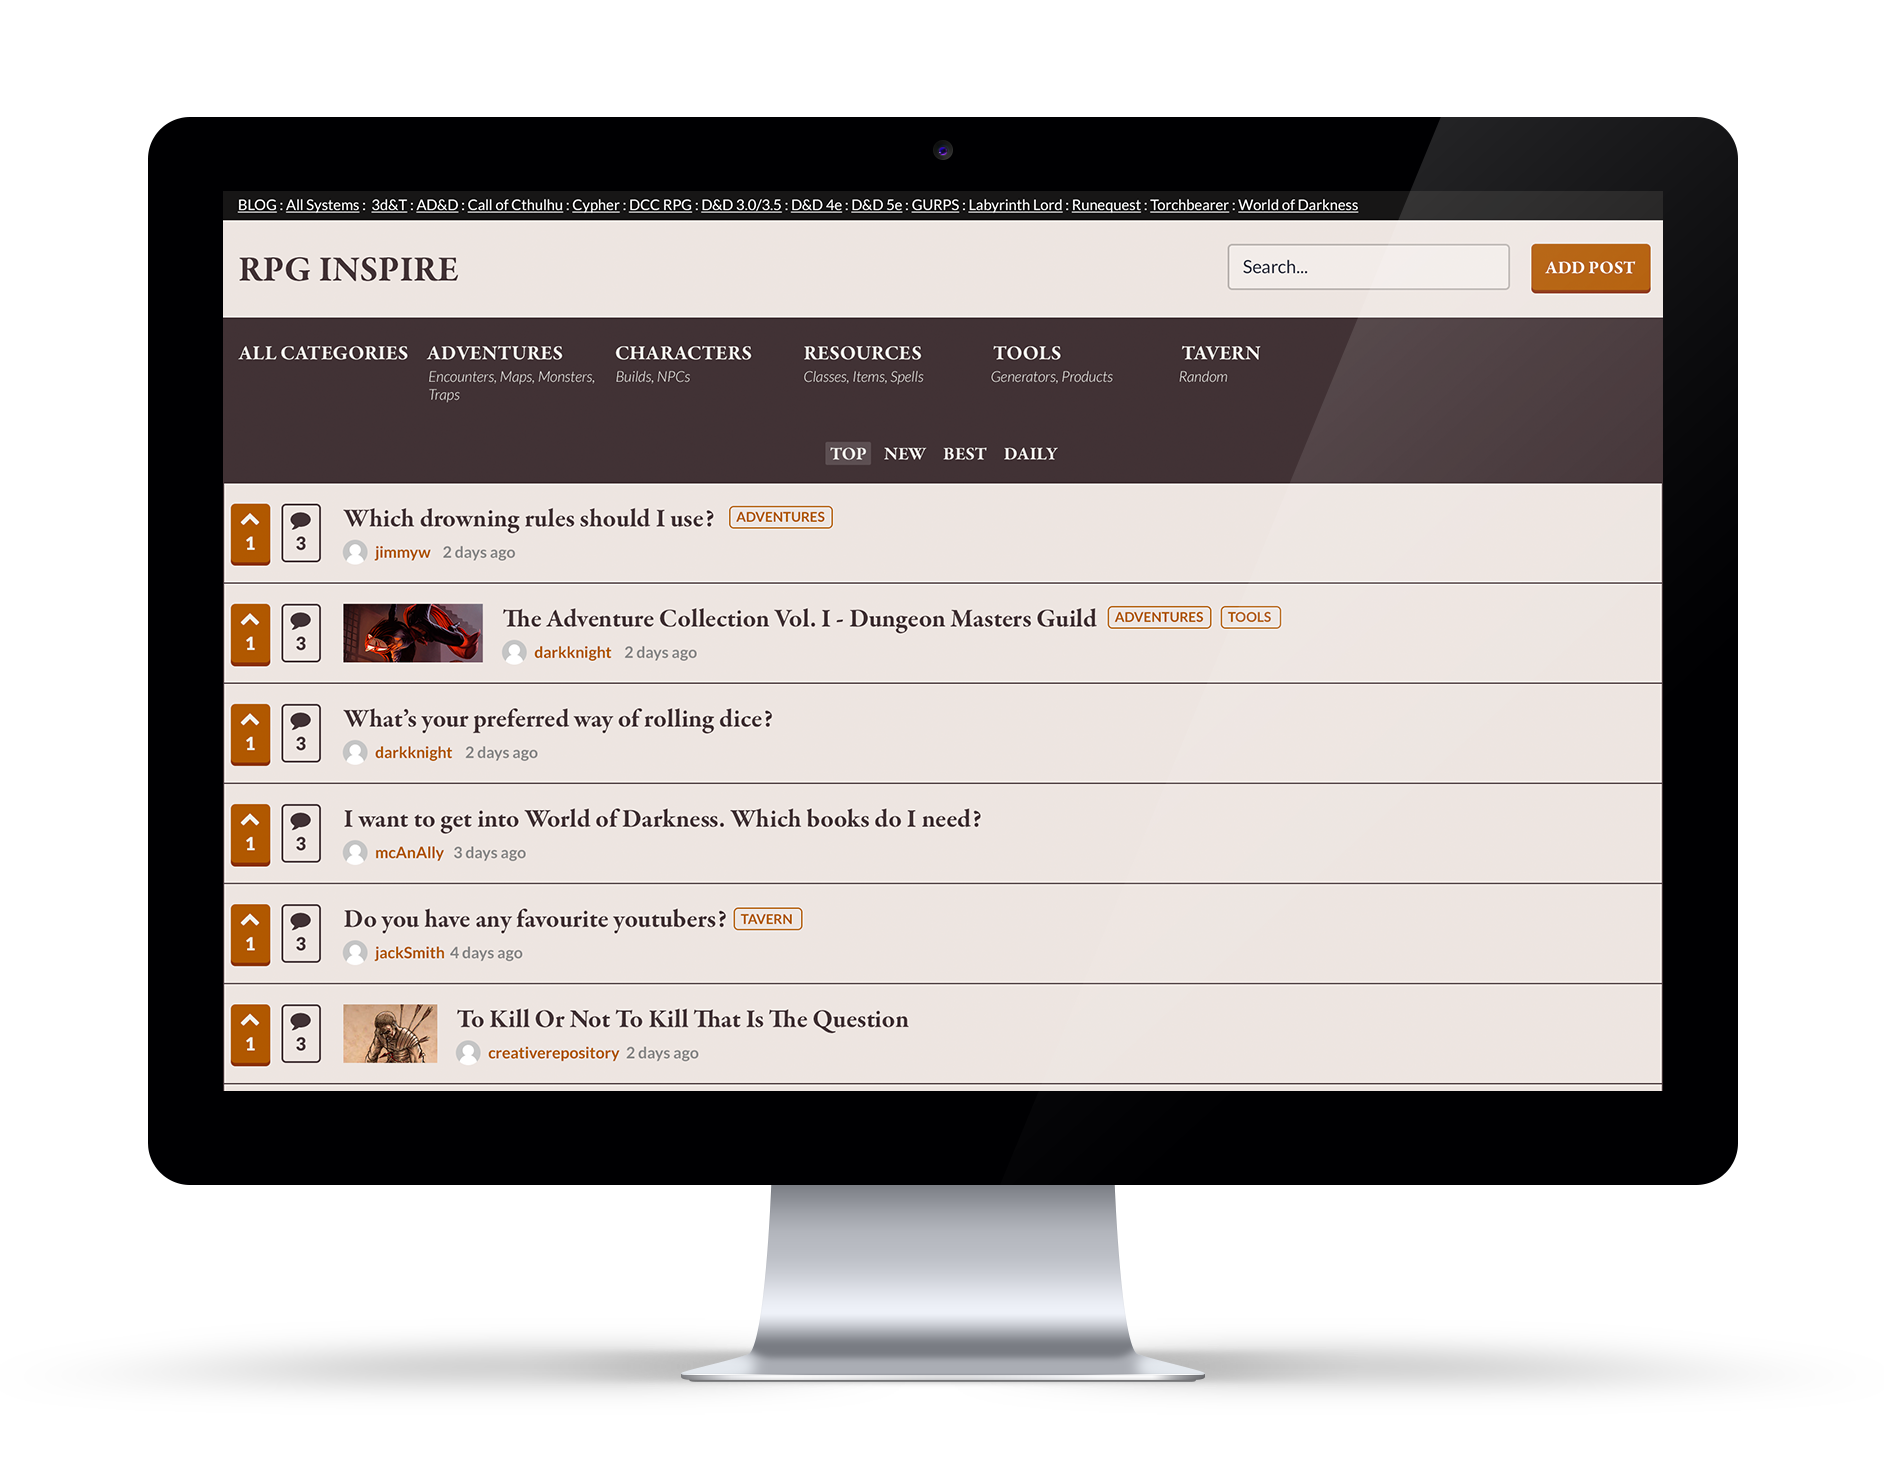 BLOG : All Systems : 3d&T : AD&D : Call of Cthulhu : Cypher : DCC RPG : D&D 3.0/3.5 : D&D 4e : D&D 5e : GURPS : Labyrinth Lord : Runequest : Torchbearer : World of Darkness
RPG INSPIRE
Search...
ADD POST
ALL CATEGORIES
ADVENTURES
Encounters, Maps, Monsters,
Traps
CHARACTERS
Builds, NPCs
RESOURCES
Classes, Items, Spells
TOOLS
Generators, Products
TAVERN
Random
TOP NEW BEST DAILY
1 3
Which drowning rules should I use? ADVENTURES
jimmyw 2 days ago
1 3
The Adventure Collection Vol. I - Dungeon Masters Guild ADVENTURES TOOLS
darkknight 2 days ago
1 3
What’s your preferred way of rolling dice?
darkknight 2 days ago
1 3
I want to get into World of Darkness. Which books do I need?
mcAnAlly 3 days ago
1 3
Do you have any favourite youtubers? TAVERN
jackSmith 4 days ago
1 3
To Kill Or Not To Kill That Is The Question
creativerepository 2 days ago